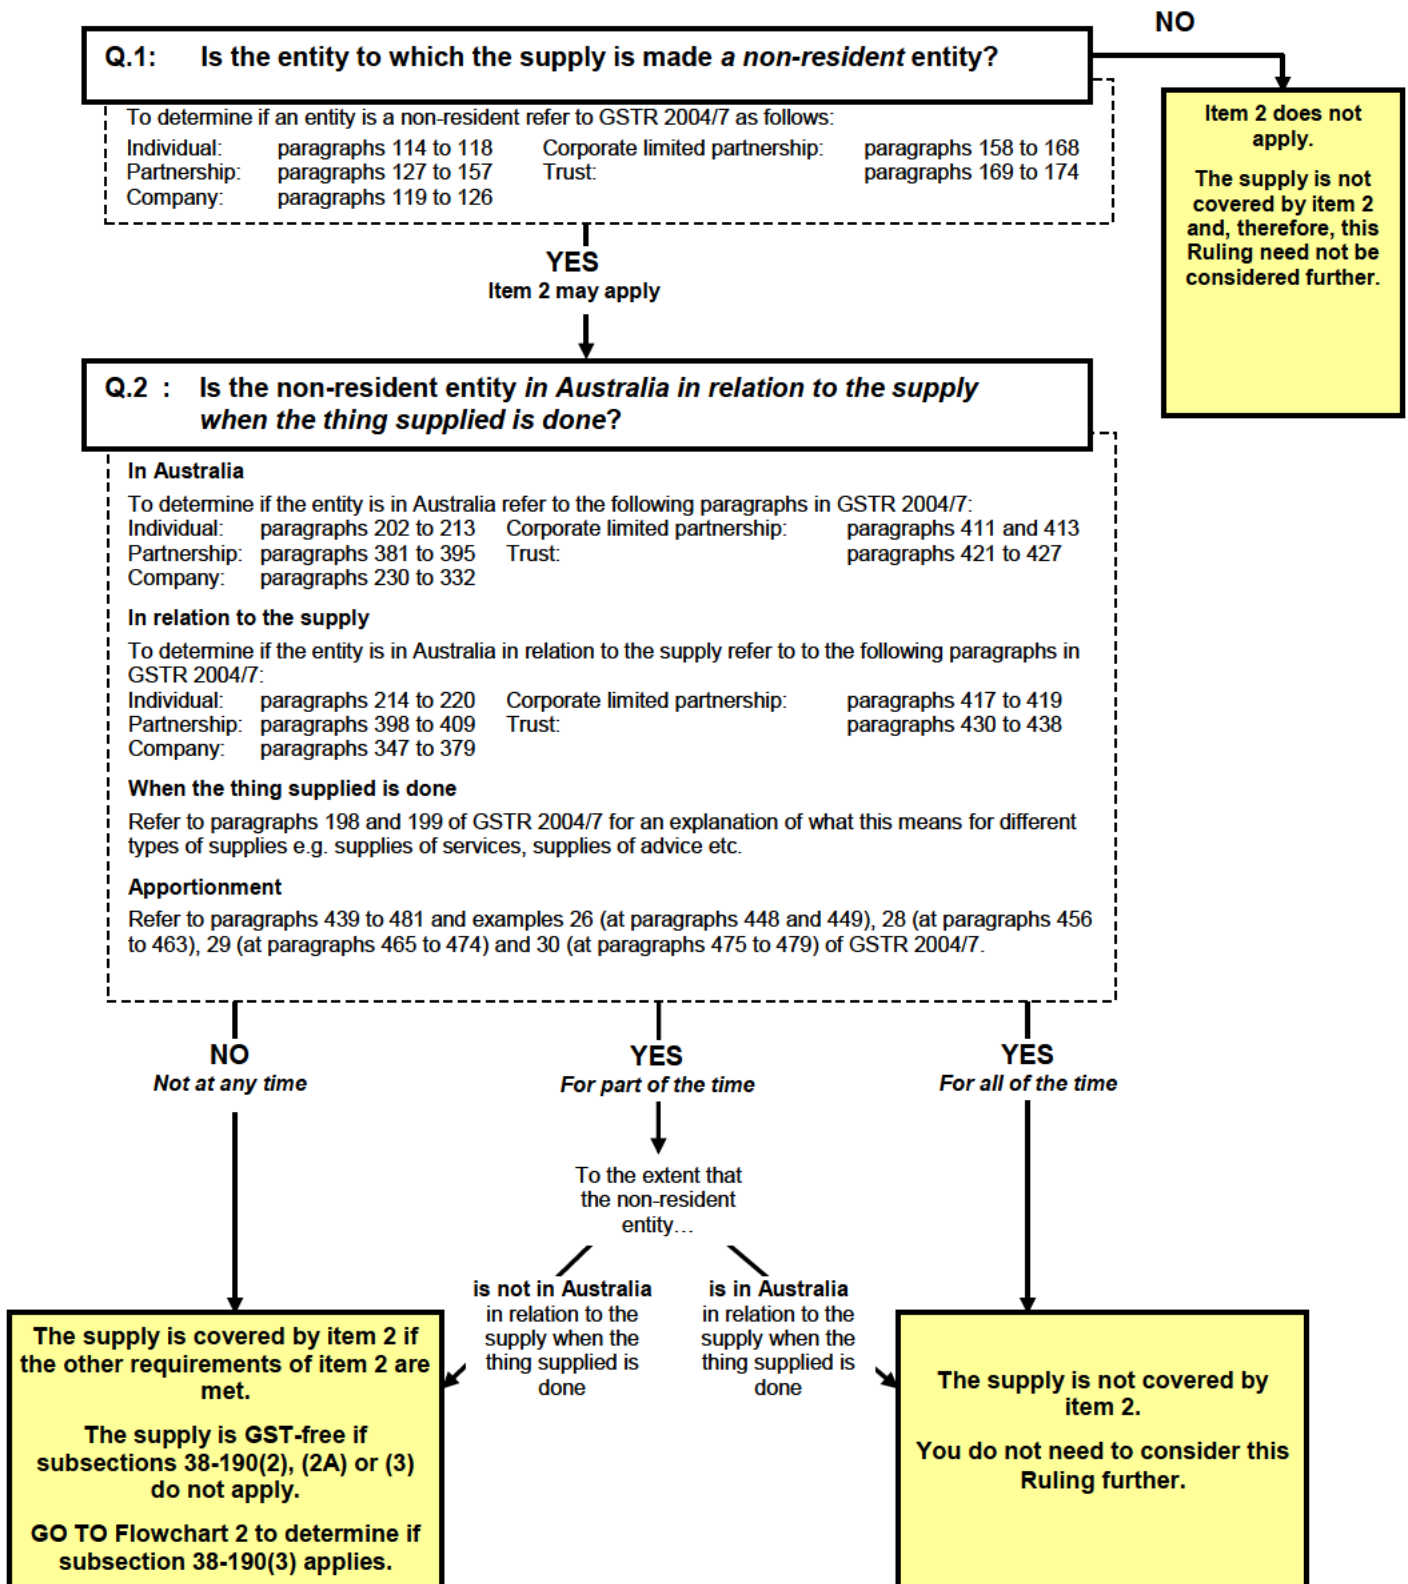 NO
Q.1: Is the entity to which the supply is made a non-resident entity?
To determine if an entity is a non-resident refer to GSTR 2004/7 as follows:
Individual: paragraphs 114 to 118 Corporate limited partnership: paragraphs 158 to 168
Partnership: paragraphs 127 to 157 Trust: paragraphs 169 to 174
Company: paragraphs 119 to 126
Item 2 does not
apply.
The supply is not
covered by item 2
and, therefore, this
Ruling need not be
considered further.
YES
Item 2 may apply
Q.2 : Is the non-resident entity in Australia in relation to the supply
when the thing supplied is done?
In Australia
To determine if the entity is in Australia refer to the following paragraphs in GSTR 2004/7:
Individual: paragraphs 202 to 213 Corporate limited partnership: paragraphs 411 and 413
Partnership: paragraphs 381 to 395 Trust: paragraphs 421 to 427
Company: paragraphs 230 to 332
In relation to the supply
To determine if the entity is in Australia in relation to the supply refer to to the following paragraphs in
GSTR 2004/7:
Individual: paragraphs 214 to 220 Corporate limited partnership: paragraphs 417 to 419
Partnership: paragraphs 398 to 409 Trust: paragraphs 430 to 438
Company: paragraphs 347 to 379
When the thing supplied is done
Refer to paragraphs 198 and 199 of GSTR 2004/7 for an explanation of what this means for different
types of supplies e.g. supplies of services, supplies of advice etc.
Apportionment
Refer to paragraphs 439 to 481 and examples 26 (at paragraphs 448 and 449), 28 (at paragraphs 456
to 463), 29 (at paragraphs 465 to 474) and 30 (at paragraphs 475 to 479) of GSTR 2004/7.
NO
Not at any time
YES
For part of the time
YES
For all of the time
To the extent that
the non-resident
entity…
is not in Australia
in relation to the
supply when the
thing supplied is
done
is in Australia
in relation to the
supply when the
thing supplied is
done
The supply is covered by item 2 if
the other requirements of item 2 are
met.
The supply is GST-free if
subsections 38-190(2), (2A) or (3)
do not apply.
GO TO Flowchart 2 to determine if
subsection 38-190(3) applies.
The supply is not covered by
item 2.
You do not need to consider this
Ruling further.